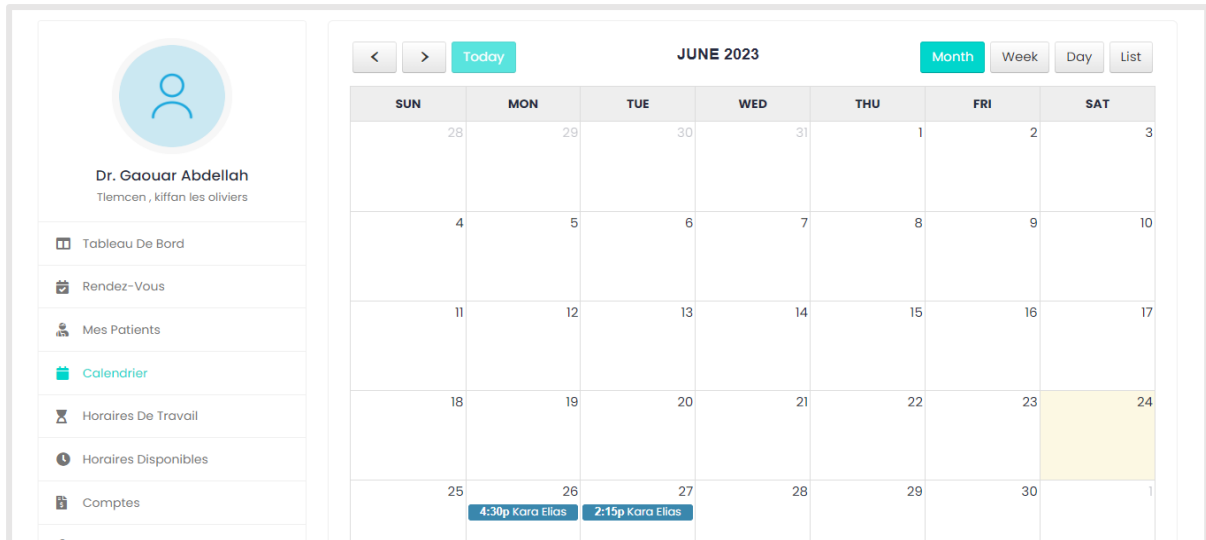 Dr. Gaouar Abdellah
Tlemcen , kiffan les oliviers
Tableau De Bord
Rendez-Vous
Mes Patients
Calendrier
Horaires De Travail
Horaires Disponibles
Comptes
< > Today JUNE 2023 Month Week Day List
SUN MON TUE WED THU FRI SAT
28 29 30 31 1 2 3
4 5 6 7 8 9 10
11 12 13 14 15 16 17
18 19 20 21 22 23 24
25 26 27 28 29 30 1
4:30p Kara Elias 2:15p Kara Elias